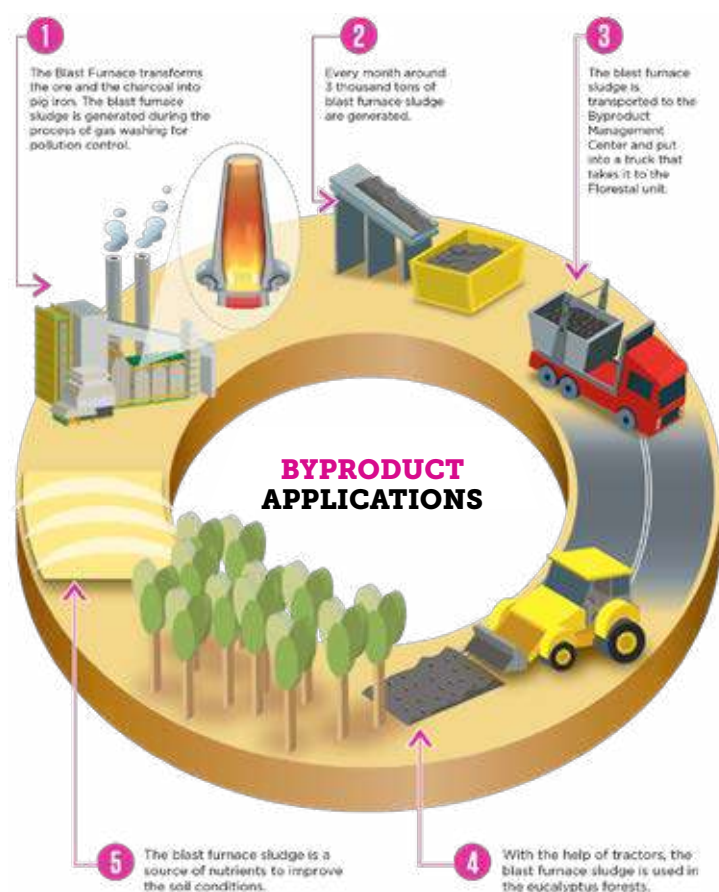 1
The Blast Furnace transforms
the ore and the charcoal into
pig iron. The blast furnace
sludge is generated during the
process of gas washing for
pollution control.
2
Every month around
3 thousand tons of
blast furnace sludge
are generated.
3
The blast furnace
sludge is
transported to the
Byproduct
Management
Center and put
into a truck that
takes it to the
Florestal unit.
BYPRODUCT
APPLICATIONS
5
The blast furnace sludge is a
source of nutrients to improve
the soil conditions.
4
With the help of tractors, the
blast furnace sludge is used in
the eucalyptus forests